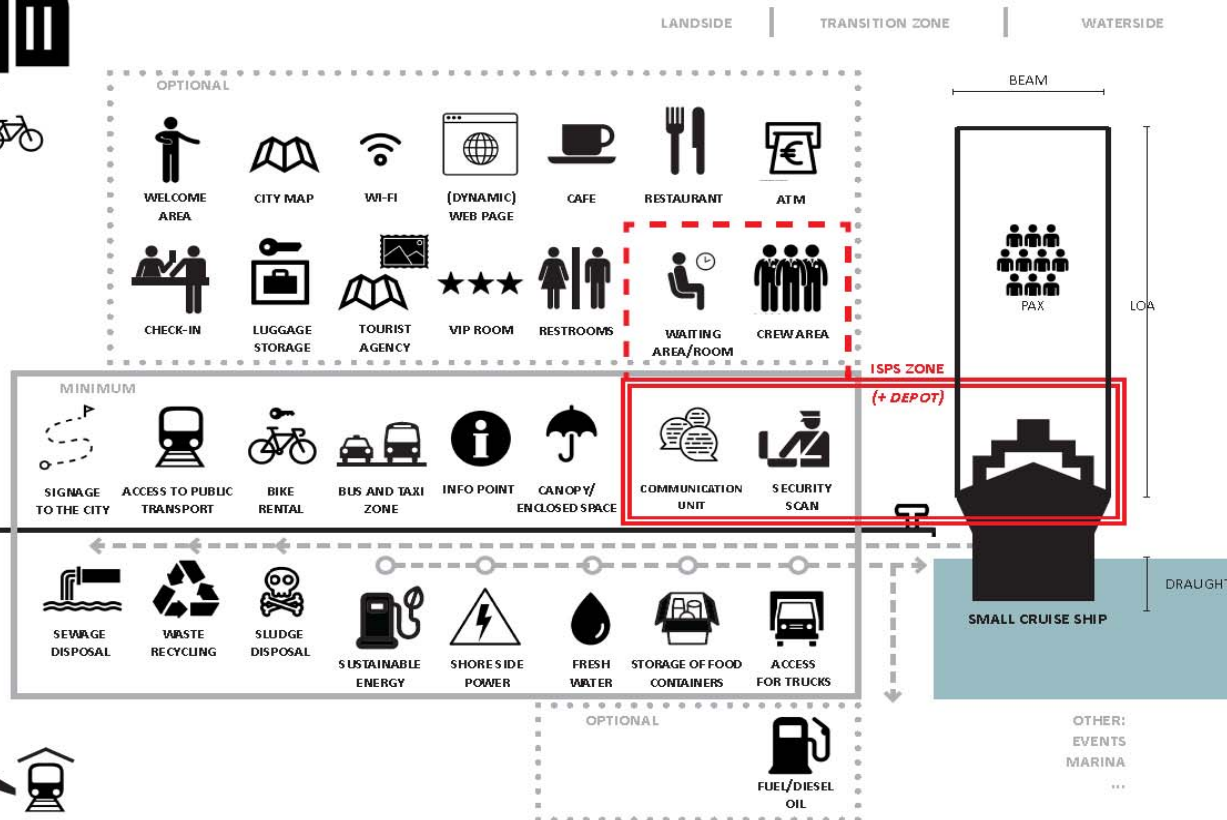 LANDSIDE
TRANSITION ZONE
WATERSIDE
OPTIONAL
BEAM
WELCOME
AREA
CITY MAP
WI-FI
(DYNAMIC)
WEB PAGE
CAFE
RESTAURANT
€
ATM
CHECK-IN
LUGGAGE
STORAGE
TOURIST
AGENCY
VIP ROOM
RESTROOMS
WAITING
AREA/ROOM
CREW AREA
PAX
LOA
ISPS ZONE
(+ DEPOT)
MINIMUM
SIGNAGE
TO THE CITY
ACCESS TO PUBLIC
TRANSPORT
BIKE
RENTAL
BUS AND TAXI
ZONE
i
INFO POINT
CANOPY/
ENCLOSED SPACE
COMMUNICATION
UNIT
SECURITY
SCAN
SEWAGE
DISPOSAL
WASTE
RECYCLING
SLUDGE
DISPOSAL
SUSTAINABLE
ENERGY
SHORE SIDE
POWER
FRESH
WATER
STORAGE OF FOOD
CONTAINERS
ACCESS
FOR TRUCKS
SMALL CRUISE SHIP
DRAUGHT
OPTIONAL
FUEL/DIESEL
OIL
OTHER:
EVENTS
MARINA
...